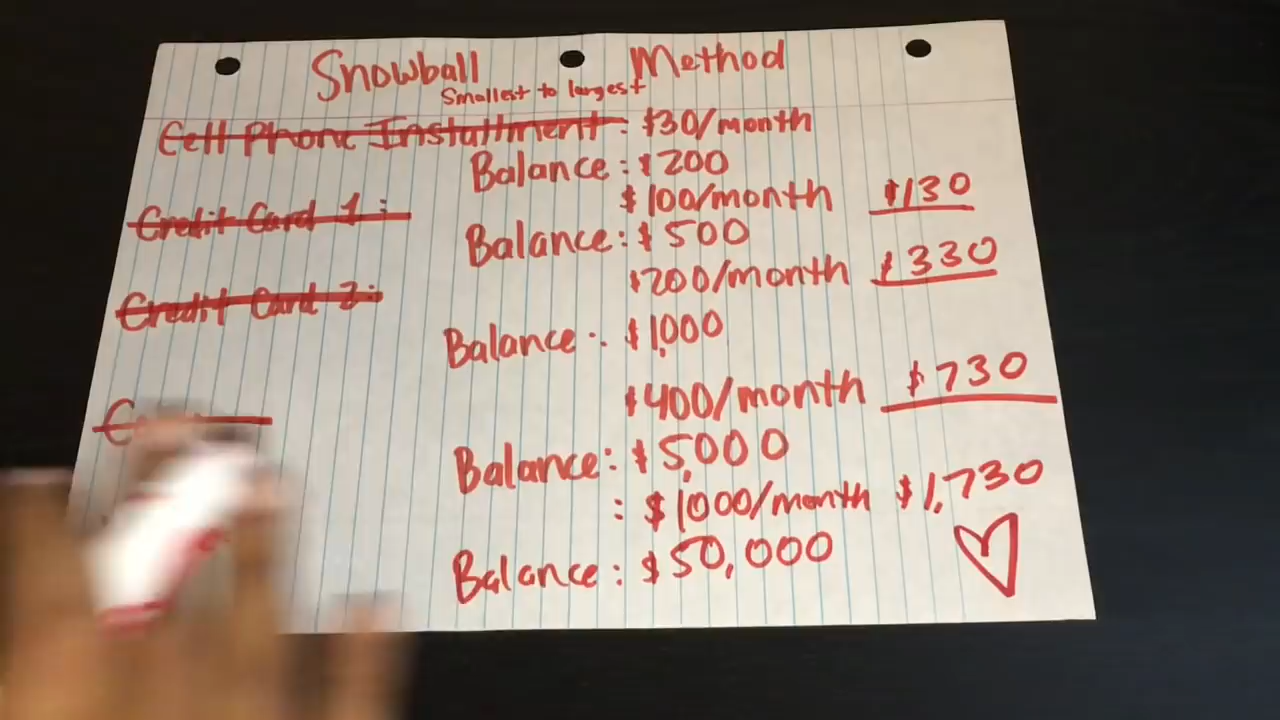 Snowball Method
Smallest to largest
Cell Phone Installment: $30/month
Balance: $200
$100/month $130
Credit Card 1:
Balance: $500
$200/month $330
Credit Card 2:
Balance: $1,000
$400/month $730
Balance: $5,000
: $1000/month $1,730
Balance: $50,000